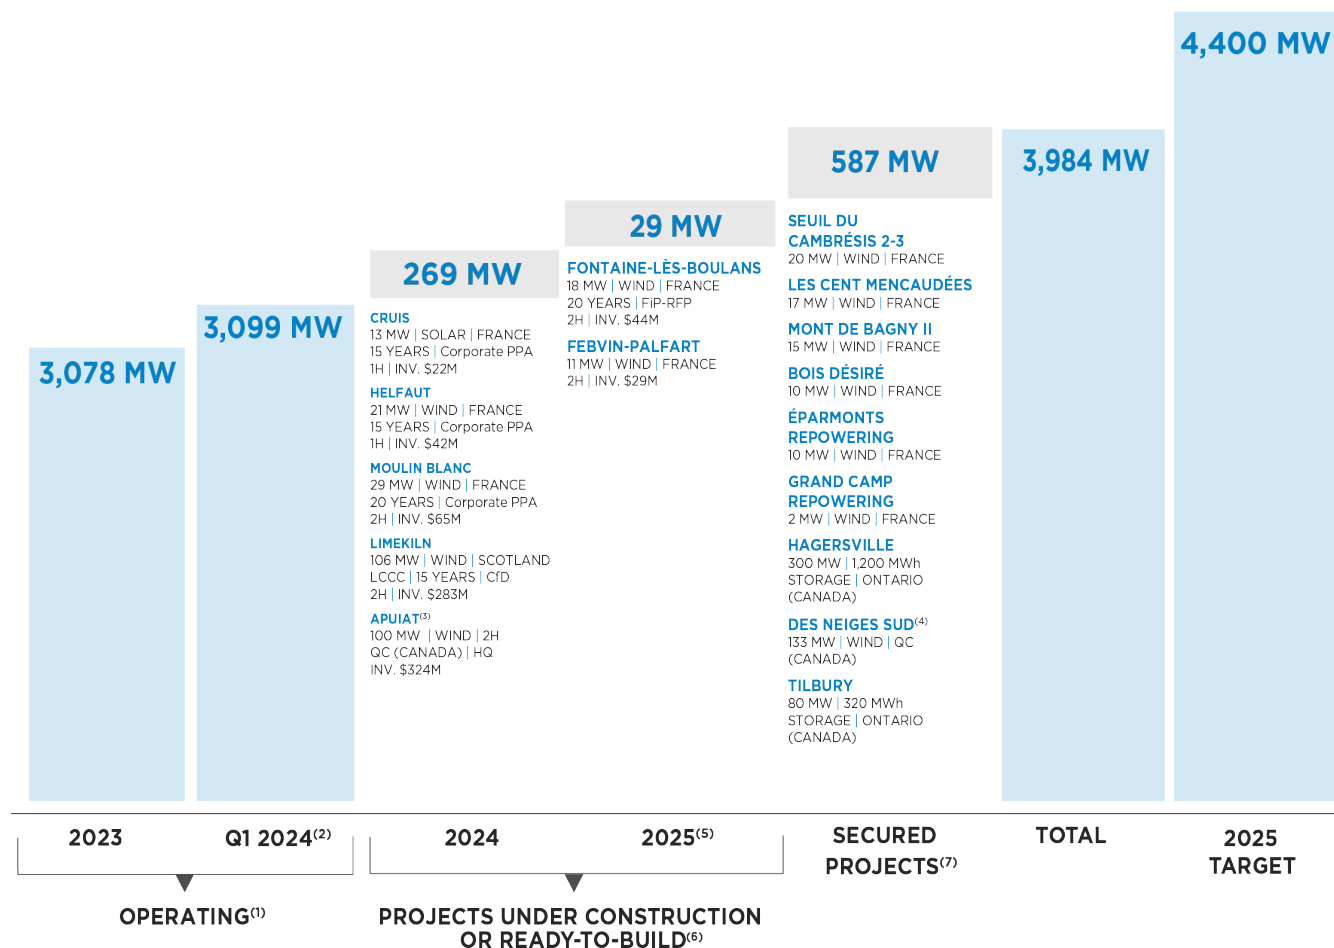 4,400 MW
587 MW
3,984 MW
29 MW
269 MW
3,099 MW
3,078 MW
CRUIS
13 MW | SOLAR | FRANCE
15 YEARS | Corporate PPA
1H | INV. $22M
HELFAUT
21 MW | WIND | FRANCE
15 YEARS | Corporate PPA
1H | INV. $42M
MOULIN BLANC
29 MW | WIND | FRANCE
20 YEARS | Corporate PPA
2H | INV. $65M
LIMEKILN
106 MW | WIND | SCOTLAND
LCCC | 15 YEARS | CfD
2H | INV. $283M
APUIAT(3)
100 MW | WIND | 2H
QC (CANADA) | HQ
INV. $324M
FONTAINE-LÈS-BOULANS
18 MW | WIND | FRANCE
20 YEARS | FiP-RFP
2H | INV. $44M
FEBVIN-PALFART
11 MW | WIND | FRANCE
2H | INV. $29M
SEUIL DU
CAMBRÉSIS 2-3
20 MW | WIND | FRANCE
LES CENT MENCAUDÉES
17 MW | WIND | FRANCE
MONT DE BAGNY II
15 MW | WIND | FRANCE
BOIS DÉSIRÉ
10 MW | WIND | FRANCE
ÉPARMONTS
REPOWERING
10 MW | WIND | FRANCE
GRAND CAMP
REPOWERING
2 MW | WIND | FRANCE
HAGERSVILLE
300 MW | 1,200 MWh
STORAGE | ONTARIO
(CANADA)
DES NEIGES SUD(4)
133 MW | WIND | QC
(CANADA)
TILBURY
80 MW | 320 MWh
STORAGE | ONTARIO
(CANADA)
2023
Q1 2024(2)
2024
2025(5)
SECURED
PROJECTS(7)
TOTAL
2025
TARGET
OPERATING(1)
PROJECTS UNDER CONSTRUCTION
OR READY-TO-BUILD(6)